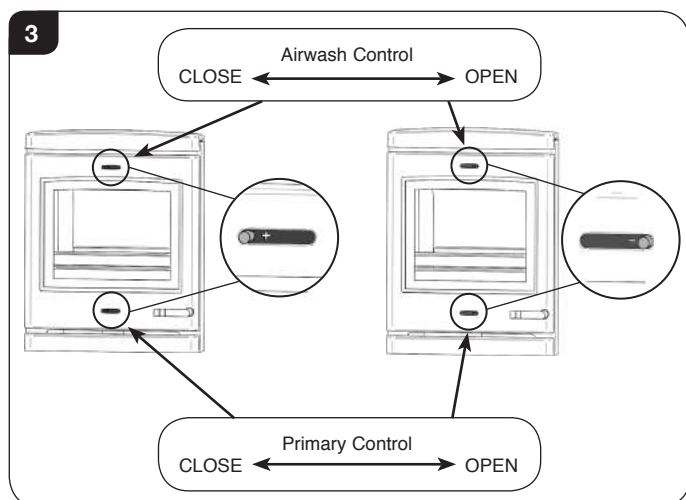 3
Airwash Control
CLOSE OPEN
+
-
Primary Control
CLOSE OPEN